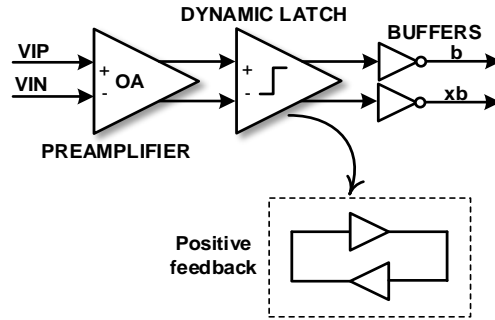 DYNAMIC LATCH
BUFFERS
VIP
VIN
+
-
OA
+
-
b
xb
PREAMPLIFIER
Positive
feedback